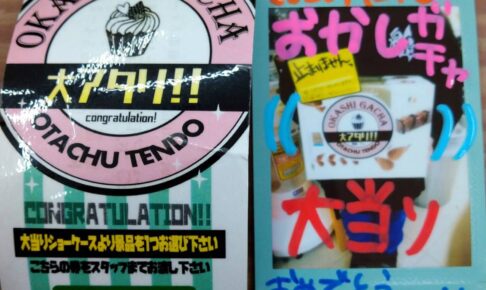 OKASHI GACHA
大アタリ!!
congratulation!
OTACHU TENDO
CONGRATULATION!!
大当りショーケースより景品を1つお選び下さい
こちらの券をスタッフまでお渡し下さい
おかしガチャ
止まりません。
OKASHI GACHA
大アタリ!!
OTACHU TENDO
大当り